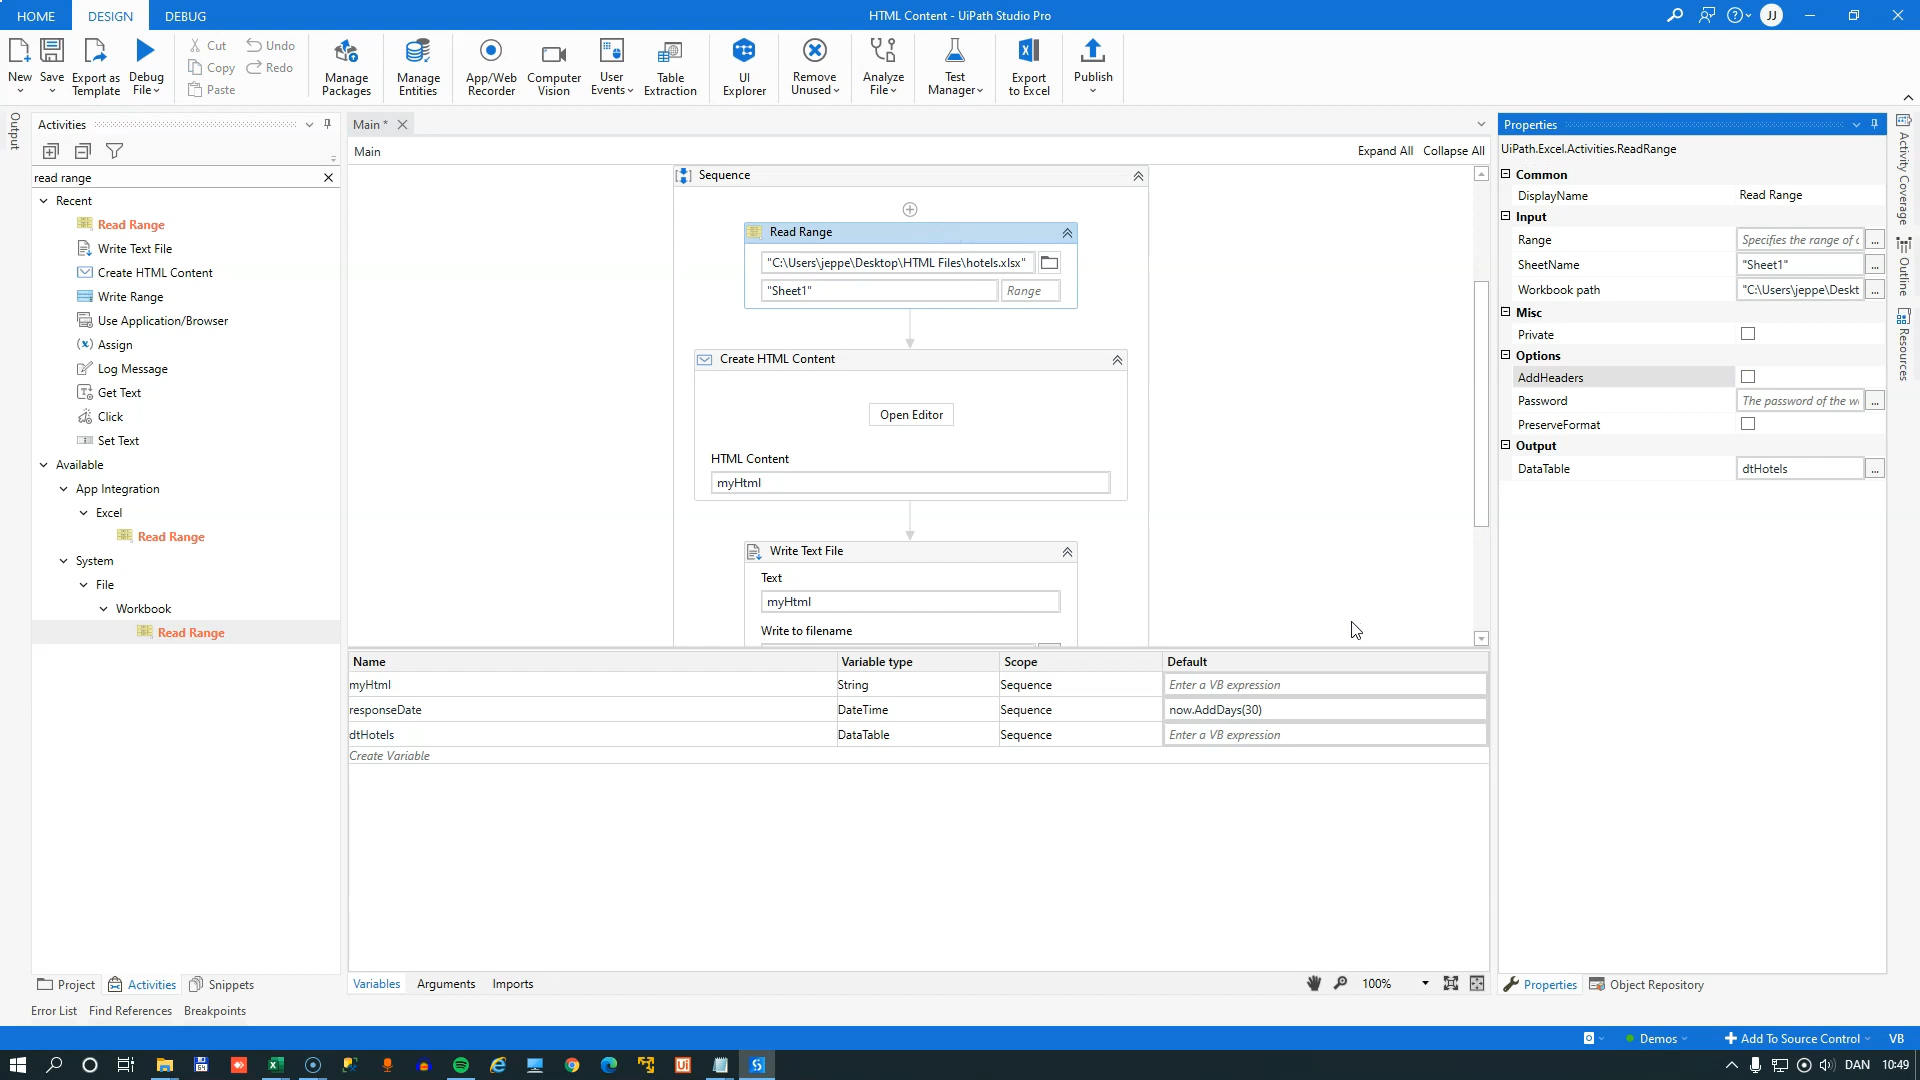 HOME DESIGN DEBUG
HTML Content - UiPath Studio Pro
JJ
New
Save
Export as Template
Debug File
Cut
Copy
Paste
Undo
Redo
Manage Packages
Manage Entities
App/Web Recorder
Computer Vision
User Events
Table Extraction
UI Explorer
Remove Unused
Analyze File
Test Manager
Export to Excel
Publish
Output
Activities
read range
Recent
Read Range
Write Text File
Create HTML Content
Write Range
Use Application/Browser
Assign
Log Message
Get Text
Click
Set Text
Available
App Integration
Excel
Read Range
System
File
Workbook
Read Range
Project Activities Snippets
Main *
Main
Expand All Collapse All
Sequence
Read Range
"C:\Users\jeppe\Desktop\HTML Files\hotels.xlsx"
"Sheet1" Range
Create HTML Content
Open Editor
HTML Content
myHtml
Write Text File
Text
myHtml
Write to filename
Name Variable type Scope Default
myHtml String Sequence Enter a VB expression
responseDate DateTime Sequence now.AddDays(30)
dtHotels DataTable Sequence Enter a VB expression
Create Variable
Variables Arguments Imports
100%
Properties
UiPath.Excel.Activities.ReadRange
Common
DisplayName Read Range
Input
Range Specifies the range of c ...
SheetName "Sheet1" ...
Workbook path "C:\Users\jeppe\Deskt ...
Misc
Private
Options
AddHeaders
Password The password of the w ...
PreserveFormat
Output
DataTable dtHotels ...
Properties Object Repository
Activity Coverage
Outline
Resources
Error List Find References Breakpoints
Demos
Add To Source Control
VB
DAN
10:49